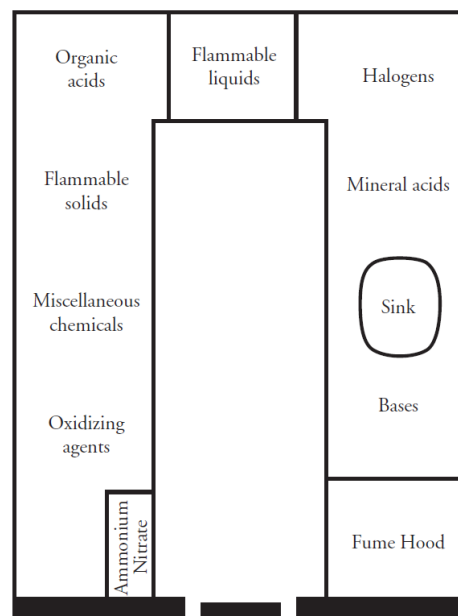 Organic
acids
Flammable
liquids
Halogens
Flammable
solids
Mineral acids
Miscellaneous
chemicals
Sink
Oxidizing
agents
Bases
Ammonium
Nitrate
Fume Hood